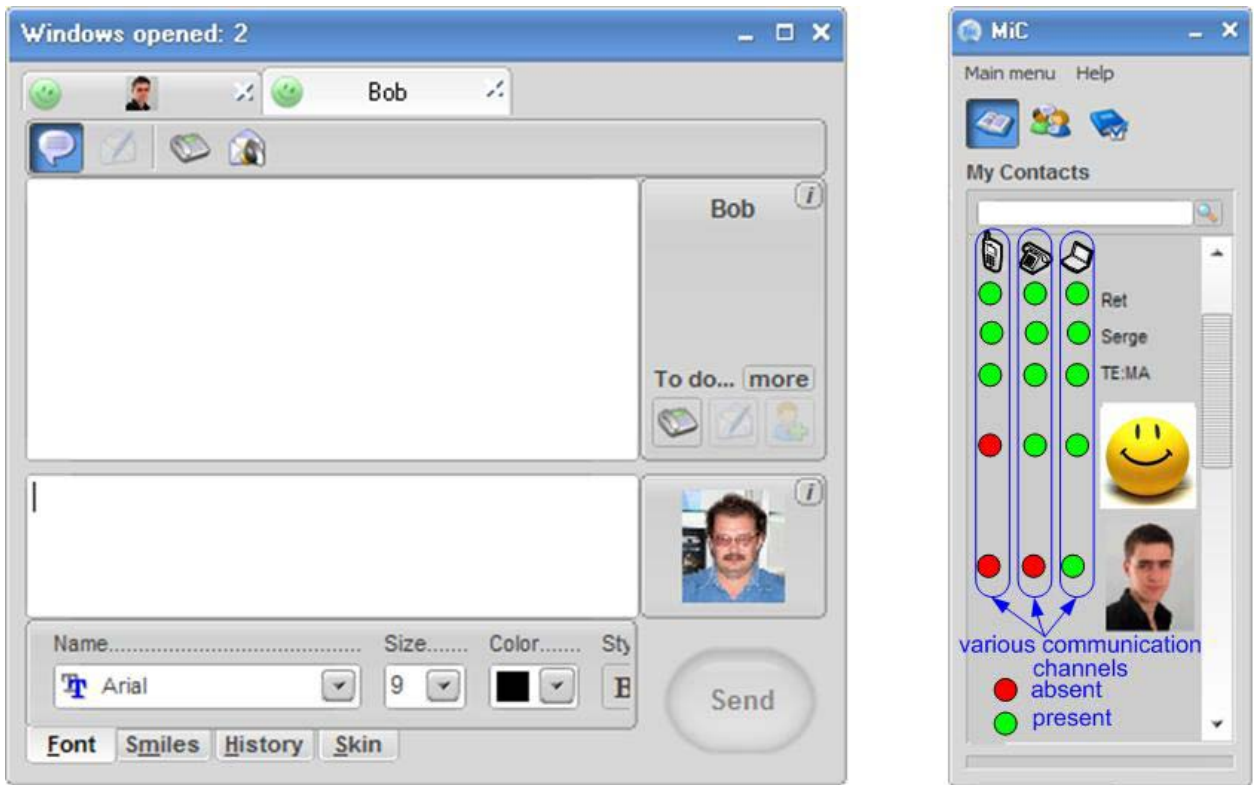 Windows opened: 2
Bob
Bob
To do... more
Name............................................. Size....... Color....... Sty
Arial 9 B
Send
Font Smiles History Skin
MiC
Main menu Help
My Contacts
Ret
Serge
TE:MA
various communication
channels
absent
present